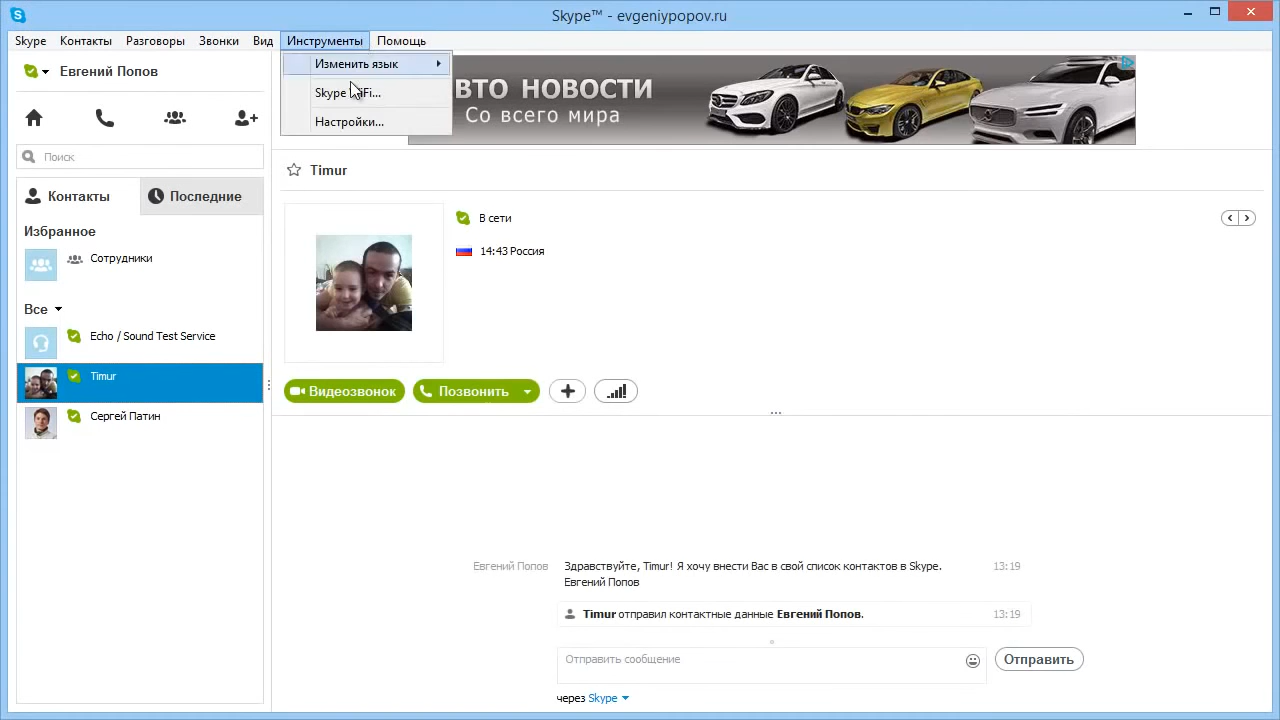 Skype™ - evgeniypopov.ru
Skype Контакты Разговоры Звонки Вид Инструменты Помощь
Изменить язык
Skype Fi...
Настройки...
ВТО НОВОСТИ
Со всего мира
Евгений Попов
Поиск
Контакты Последние
Избранное
Сотрудники
Все
Echo / Sound Test Service
Timur
Сергей Патин
Timur
В сети
14:43 Россия
Видеозвонок Позвонить
Евгений Попов Здравствуйте, Timur! Я хочу внести Вас в свой список контактов в Skype. 13:19
Евгений Попов
Timur отправил контактные данные Евгений Попов. 13:19
Отправить сообщение Отправить
через Skype